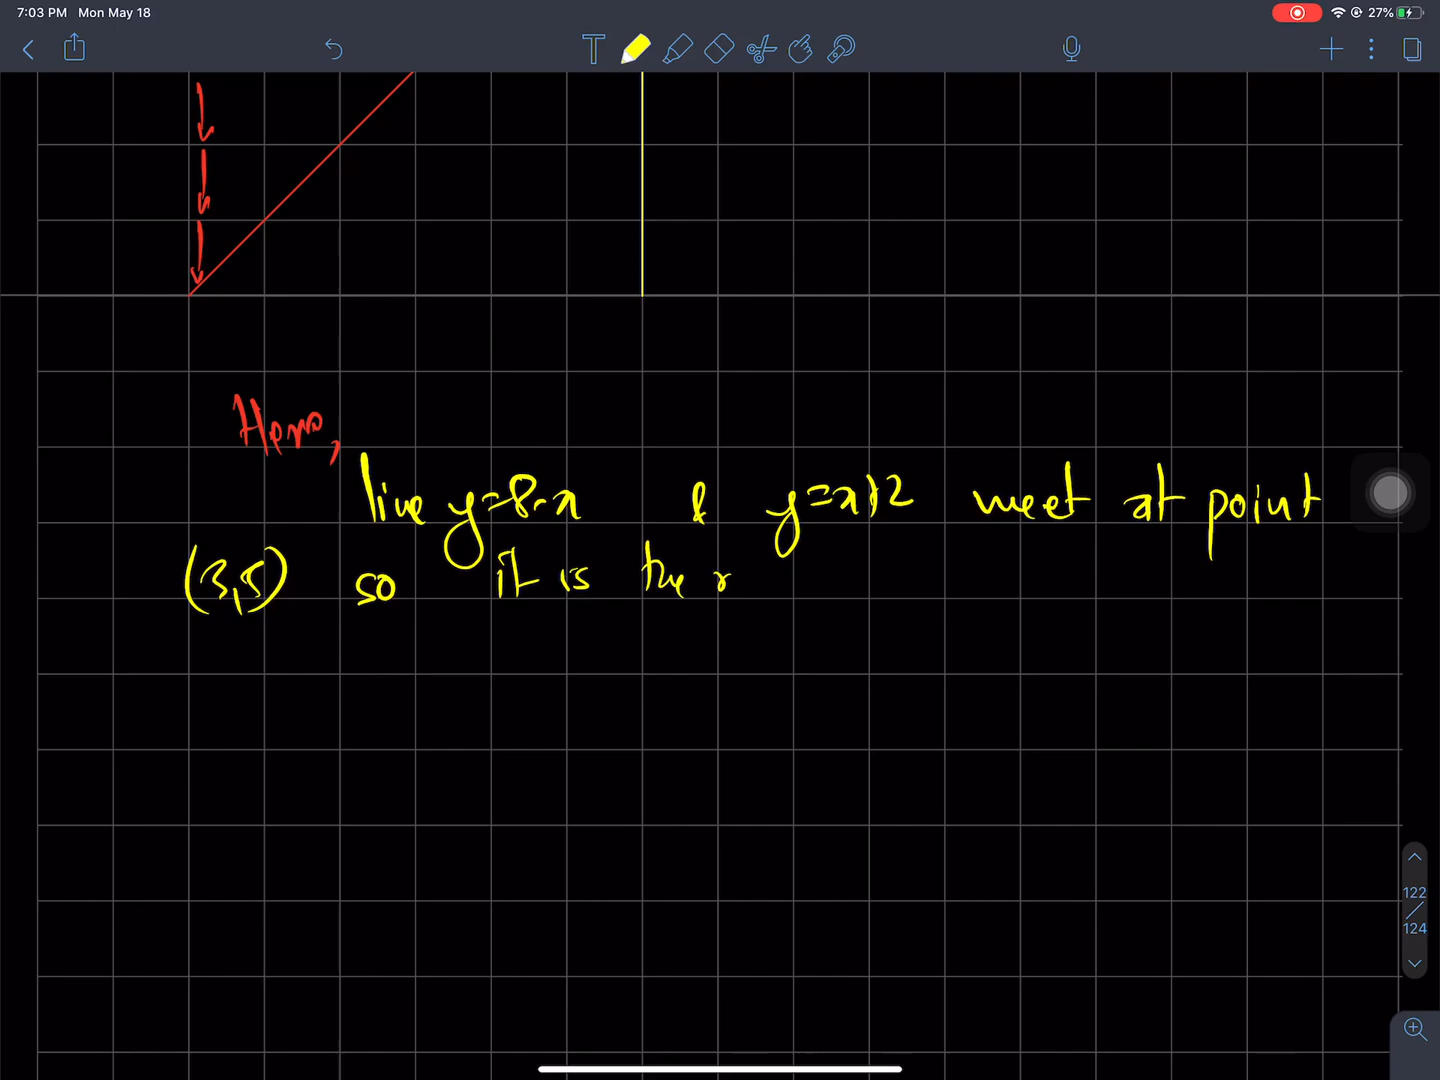 7:03 PM Mon May 18
27%
T
line y=8-x & y=x+2 meet at point
(3,5) so it is the r
122
124